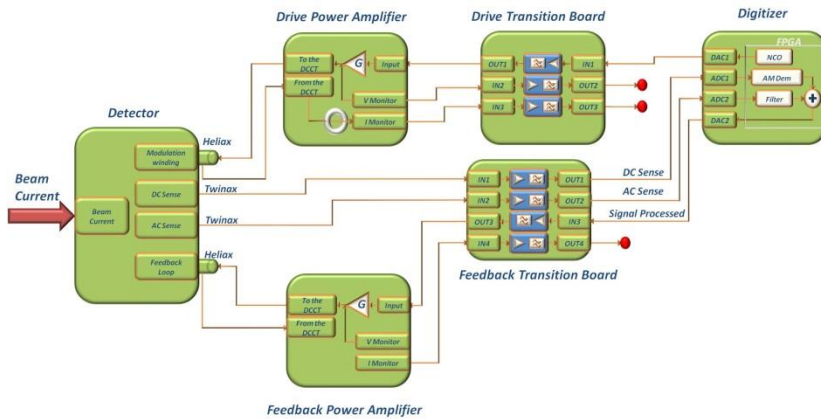 Drive Power Amplifier
Drive Transition Board
Digitizer
FPGA
To the
DCCT
G
Input
From the
DCCT
V Monitor
I Monitor
OUT1
IN1
IN2
OUT2
IN3
OUT3
DAC1
NCO
ADC1
AM Dem
ADC2
Filter
DAC2
Detector
Heliax
Modulation
winding
DC Sense
Twinax
AC Sense
Twinax
Beam
Current
Beam
Current
Feedback
Loop
Heliax
IN1
OUT1
IN2
OUT2
OUT3
IN3
IN4
OUT4
DC Sense
AC Sense
Signal Processed
Feedback Transition Board
To the
DCCT
G
Input
From the
DCCT
V Monitor
I Monitor
Feedback Power Amplifier